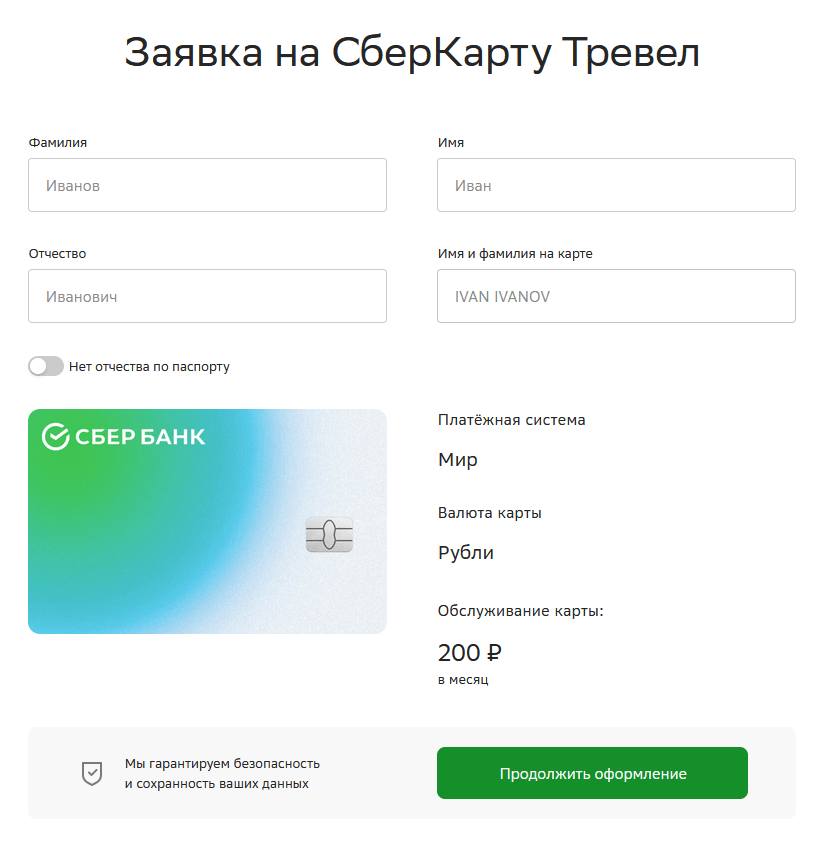 Заявка на СберКарту Тревел
Фамилия
Имя
Иванов
Иван
Отчество
Имя и фамилия на карте
Иванович
IVAN IVANOV
Нет отчества по паспорту
СБЕР БАНК
Платёжная система
Мир
Валюта карты
Рубли
Обслуживание карты:
200 ₽
в месяц
Мы гарантируем безопасность
и сохранность ваших данных
Продолжить оформление